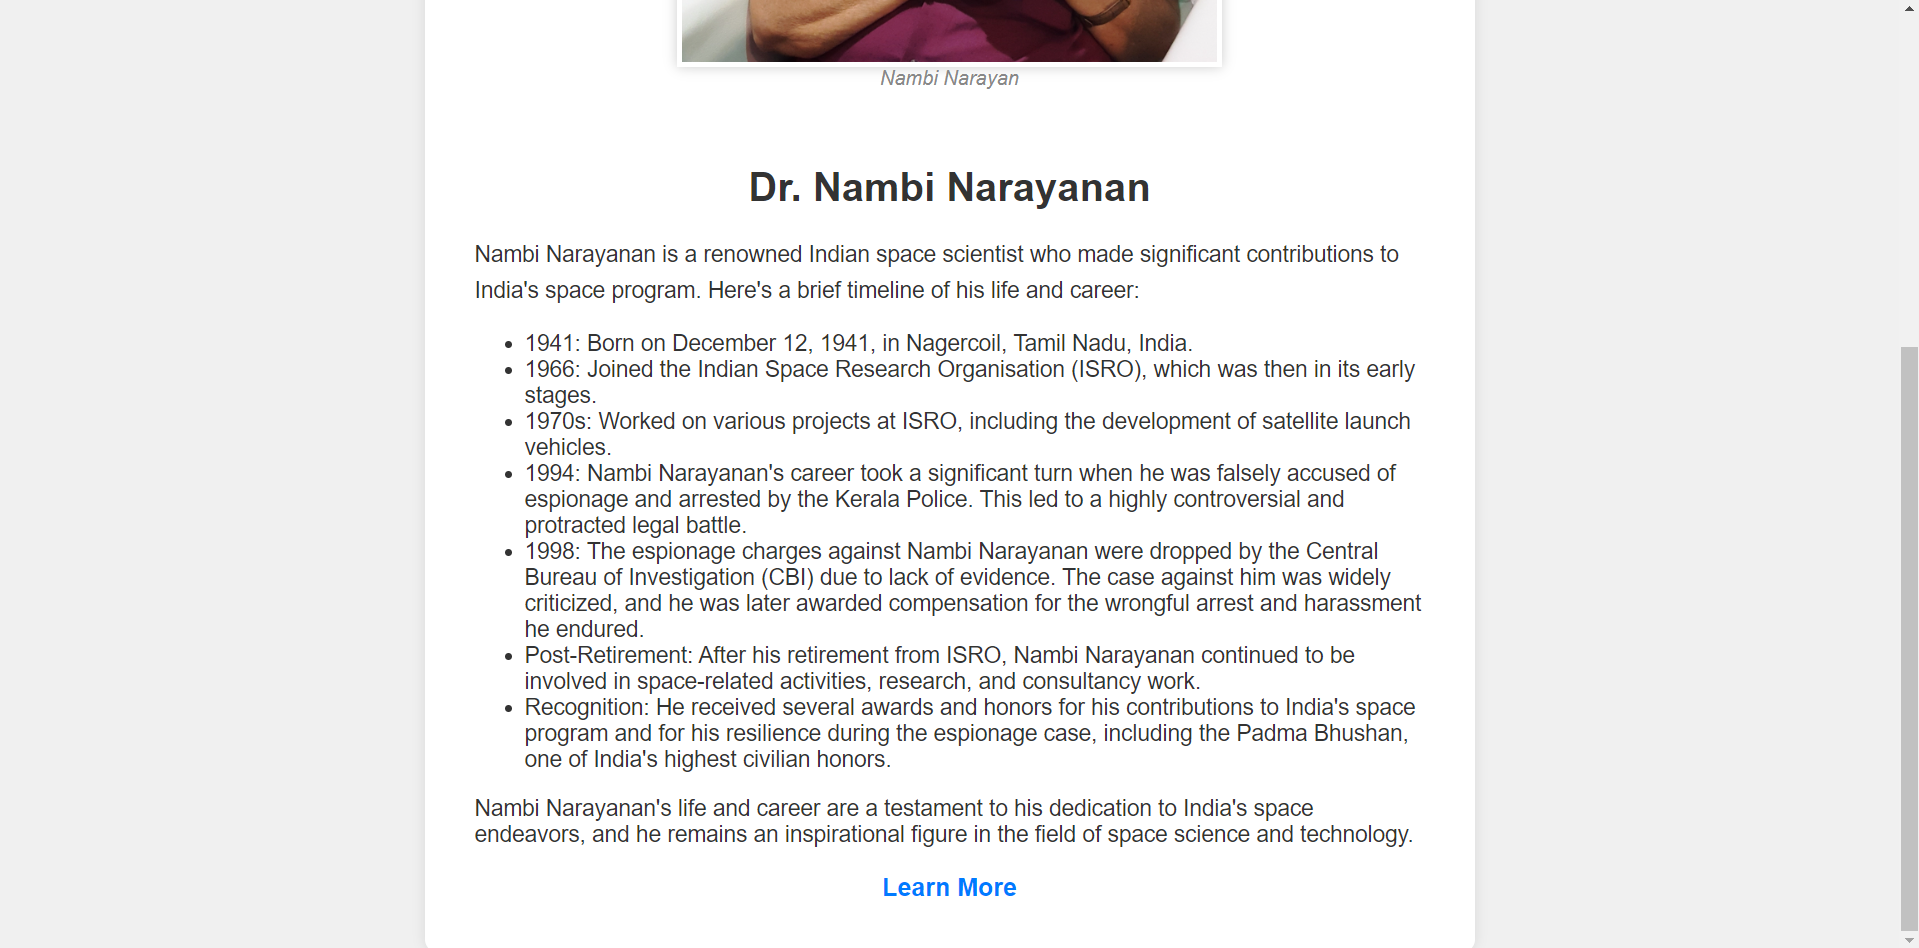 Nambi Narayan
Dr. Nambi Narayanan
Nambi Narayanan is a renowned Indian space scientist who made significant contributions to
India's space program. Here's a brief timeline of his life and career:
• 1941: Born on December 12, 1941, in Nagercoil, Tamil Nadu, India.
• 1966: Joined the Indian Space Research Organisation (ISRO), which was then in its early
stages.
• 1970s: Worked on various projects at ISRO, including the development of satellite launch
vehicles.
• 1994: Nambi Narayanan's career took a significant turn when he was falsely accused of
espionage and arrested by the Kerala Police. This led to a highly controversial and
protracted legal battle.
• 1998: The espionage charges against Nambi Narayanan were dropped by the Central
Bureau of Investigation (CBI) due to lack of evidence. The case against him was widely
criticized, and he was later awarded compensation for the wrongful arrest and harassment
he endured.
• Post-Retirement: After his retirement from ISRO, Nambi Narayanan continued to be
involved in space-related activities, research, and consultancy work.
• Recognition: He received several awards and honors for his contributions to India's space
program and for his resilience during the espionage case, including the Padma Bhushan,
one of India's highest civilian honors.
Nambi Narayanan's life and career are a testament to his dedication to India's space
endeavors, and he remains an inspirational figure in the field of space science and technology.
Learn More